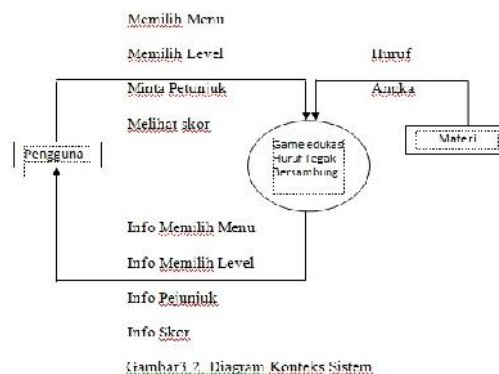 Memilih Menu
Memilih Level
Minta Petunjuk
Melihat skor
Huruf
Angka
Pengguna
Game edukasi
Huruf Tegak
Bersambung
Materi
Info Memilih Menu
Info Memilih Level
Info Pejunjuk
Info Skor
Gambar3.2. Diagram Konteks Sistem